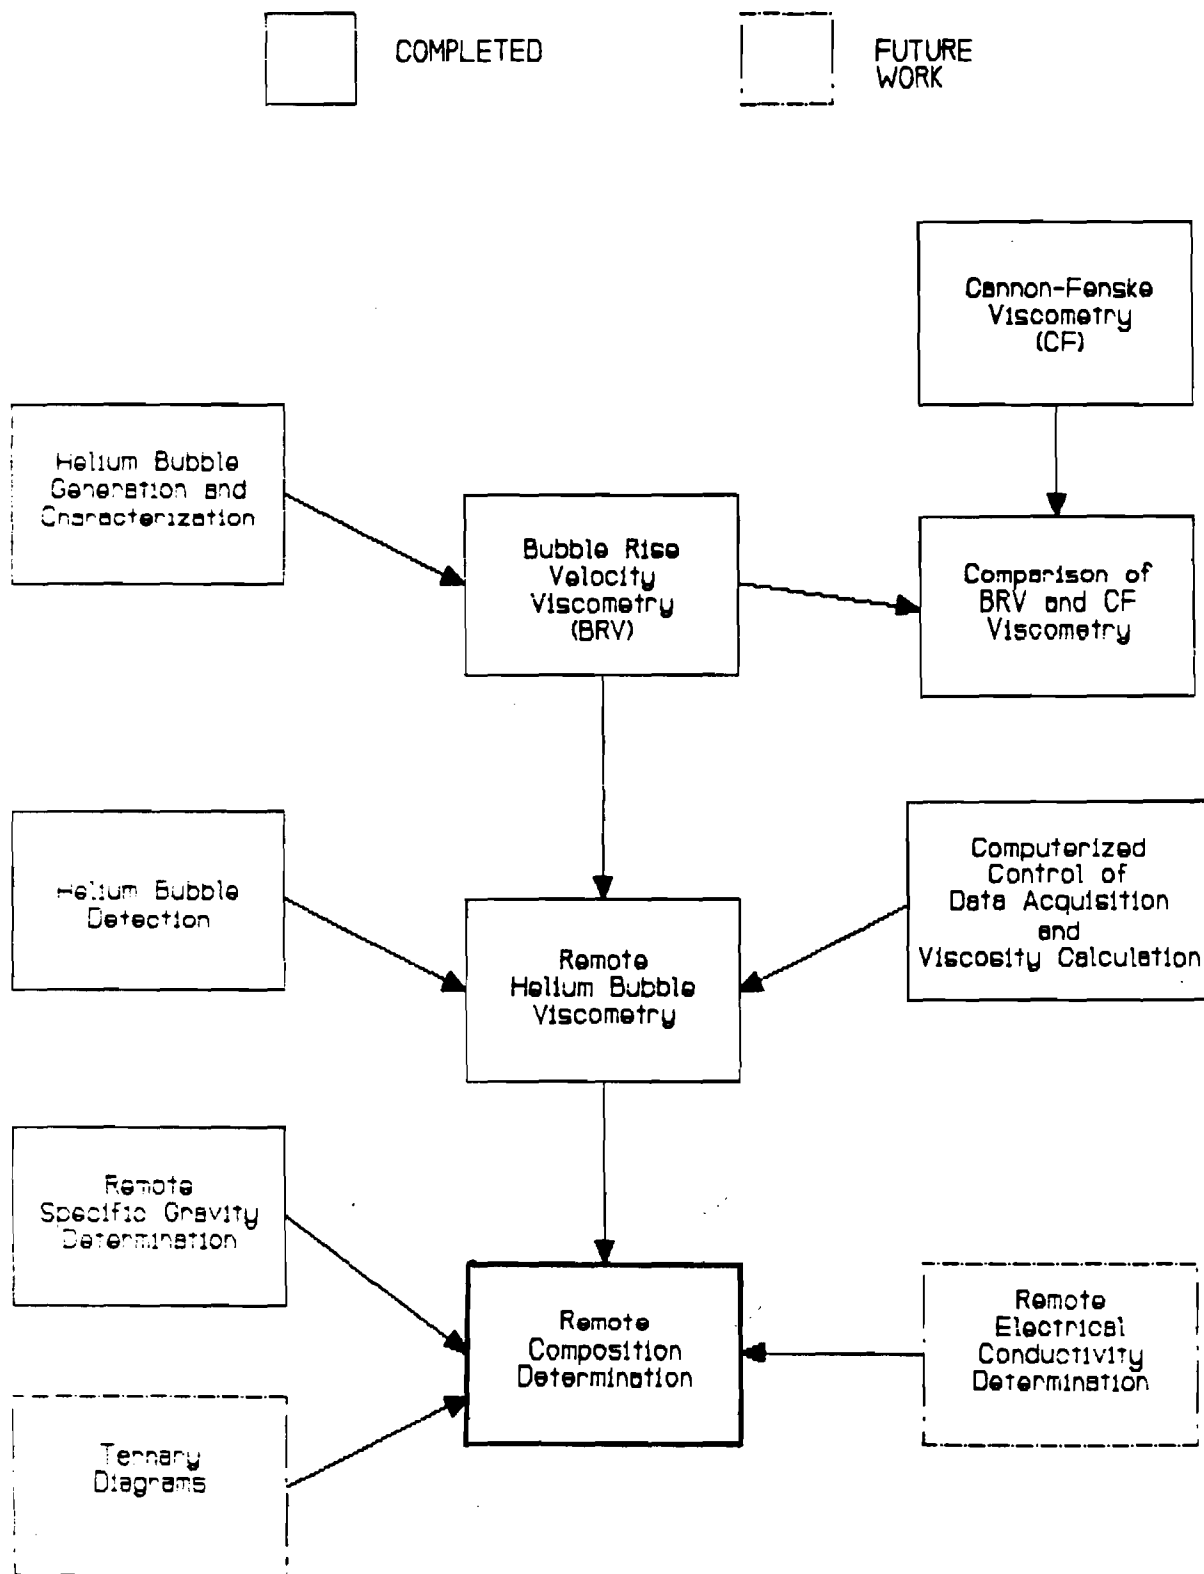 COMPLETED
FUTURE
WORK
Cannon-Fenske
Viscometry
(CF)
Helium Bubble
Generation and
Characterization
Bubble Rise
Velocity
Viscometry
(BRV)
Comparison of
BRV and CF
Viscometry
Helium Bubble
Detection
Computerized
Control of
Data Acquisition
and
Viscosity Calculation
Remote
Helium Bubble
Viscometry
Remote
Specific Gravity
Determination
Remote
Composition
Determination
Remote
Electrical
Conductivity
Determination
Ternary
Diagrams